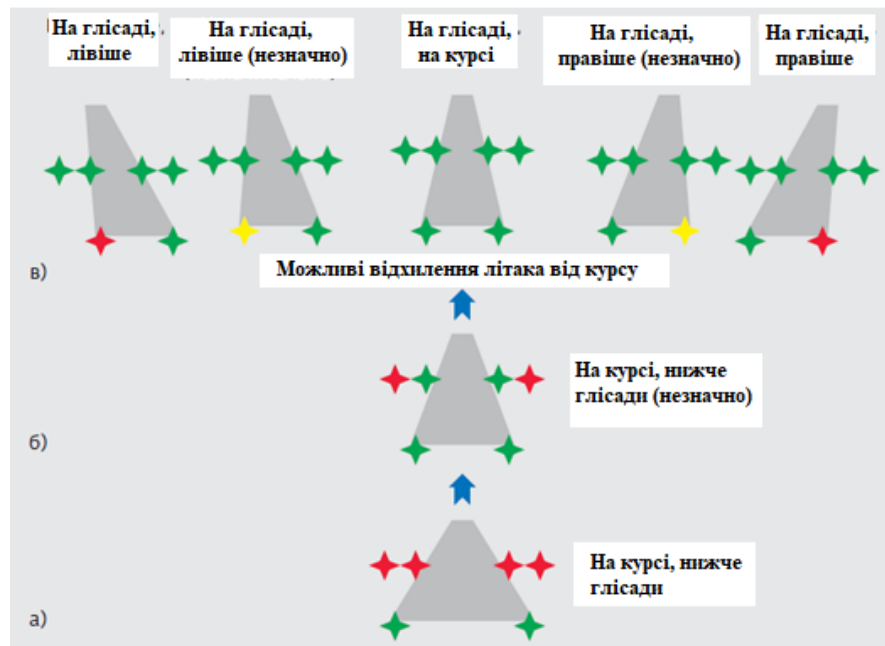 На глісаді,
лівіше
На глісаді,
лівіше (незначно)
На глісаді,
на курсі
На глісаді,
правіше (незначно)
На глісаді,
правіше
в)
Можливі відхилення літака від курсу
На курсі, нижче
глісади (незначно)
б)
На курсі, нижче
глісади
а)